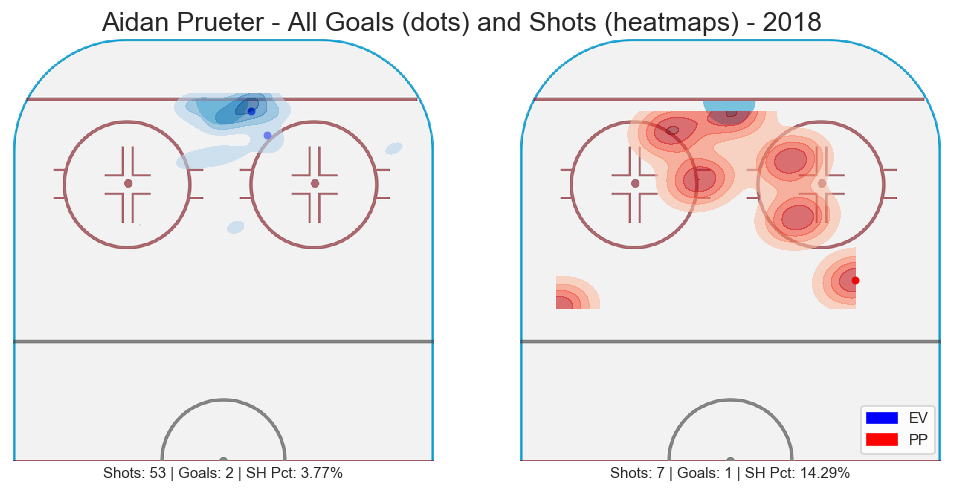 Aidan Prueter - All Goals (dots) and Shots (heatmaps) - 2018
EV
PP
Shots: 53 | Goals: 2 | SH Pct: 3.77%
Shots: 7 | Goals: 1 | SH Pct: 14.29%